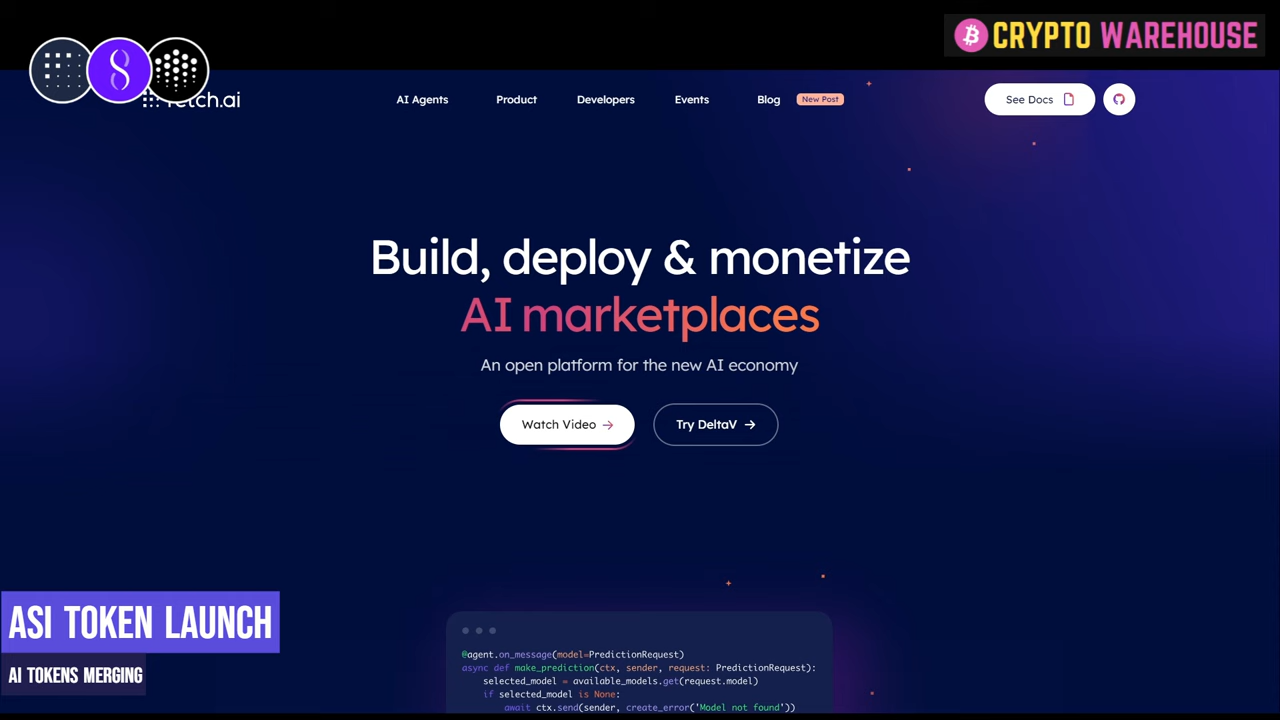 CRYPTO WAREHOUSE
fetch.ai
AI Agents Product Developers Events Blog New Post See Docs
Build, deploy & monetize
AI marketplaces
An open platform for the new AI economy
Watch Video → Try DeltaV →
ASI TOKEN LAUNCH
AI TOKENS MERGING
@agent.on_message(model=PredictionRequest)
async def make_prediction(ctx, sender, request: PredictionRequest):
selected_model = available_models.get(request.model)
if selected_model is None:
await ctx.send(sender, create_error('Model not found'))